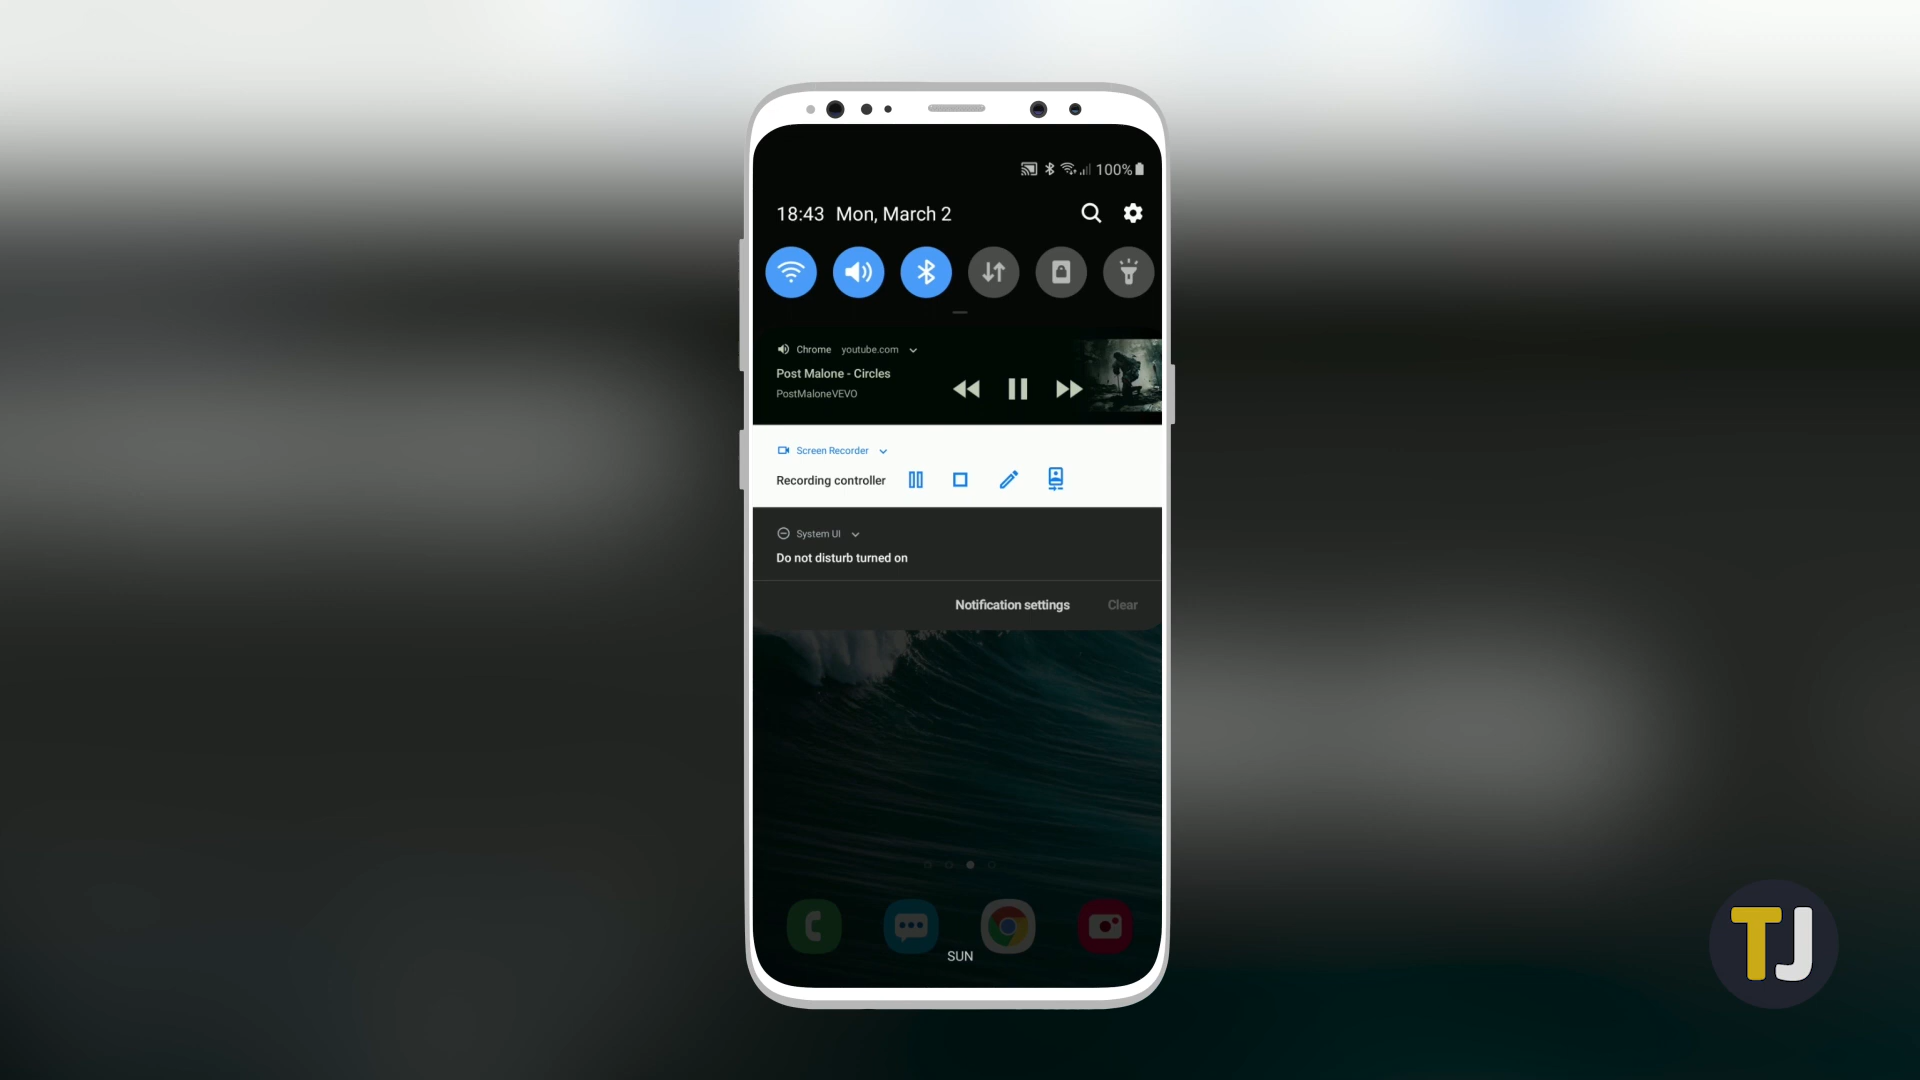 100%
18:43 Mon, March 2
Chrome youtube.com
Post Malone - Circles
PostMaloneVEVO
Screen Recorder
Recording controller
System UI
Do not disturb turned on
Notification settings Clear
SUN
TJ